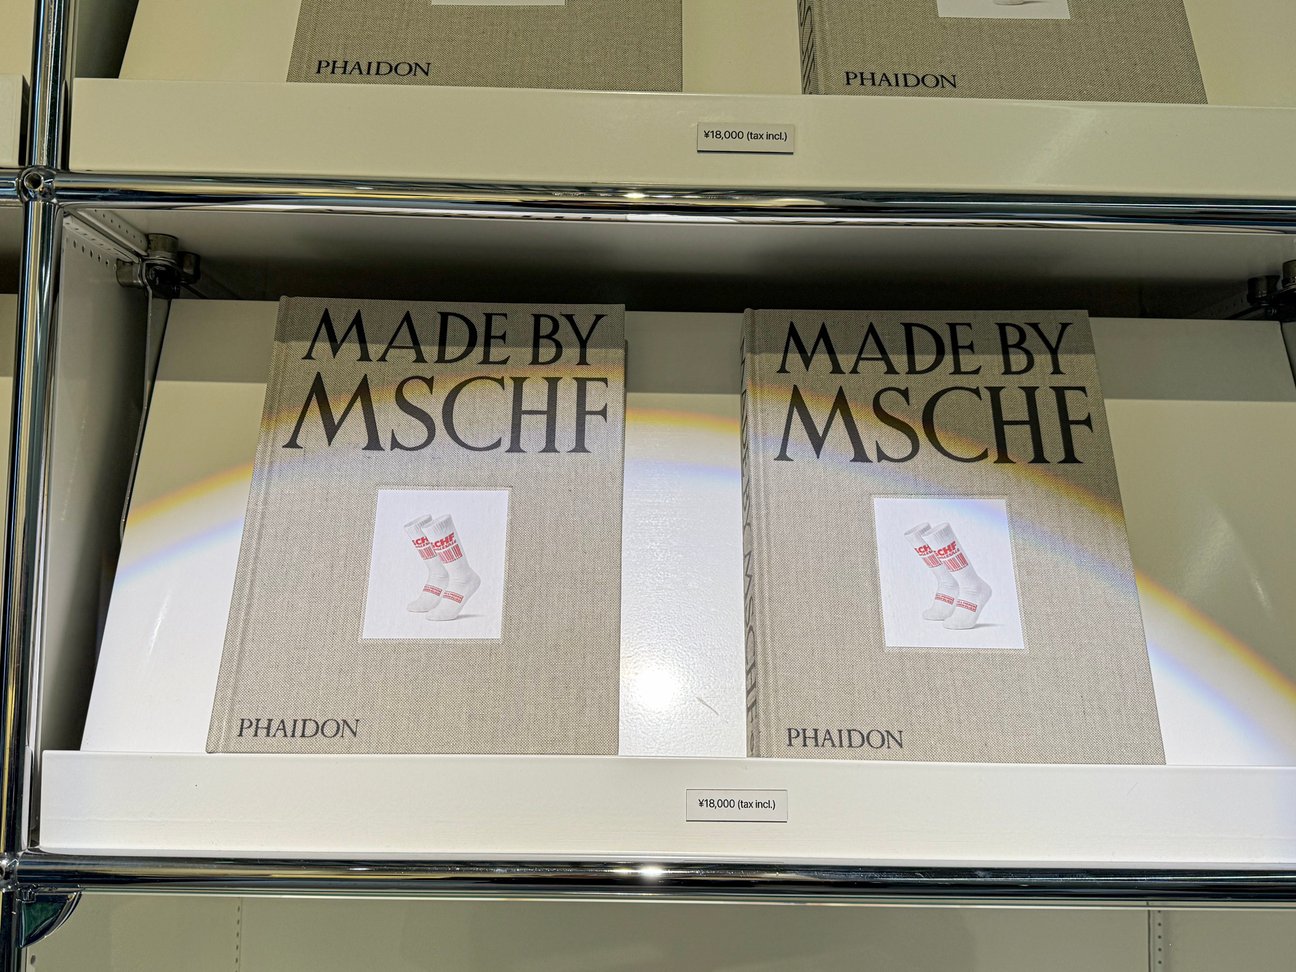 PHAIDON
PHAIDON
¥18,000 (tax incl.)
MADE BY
MSCHF
PHAIDON
MADE BY
MSCHF
PHAIDON
¥18,000 (tax incl.)